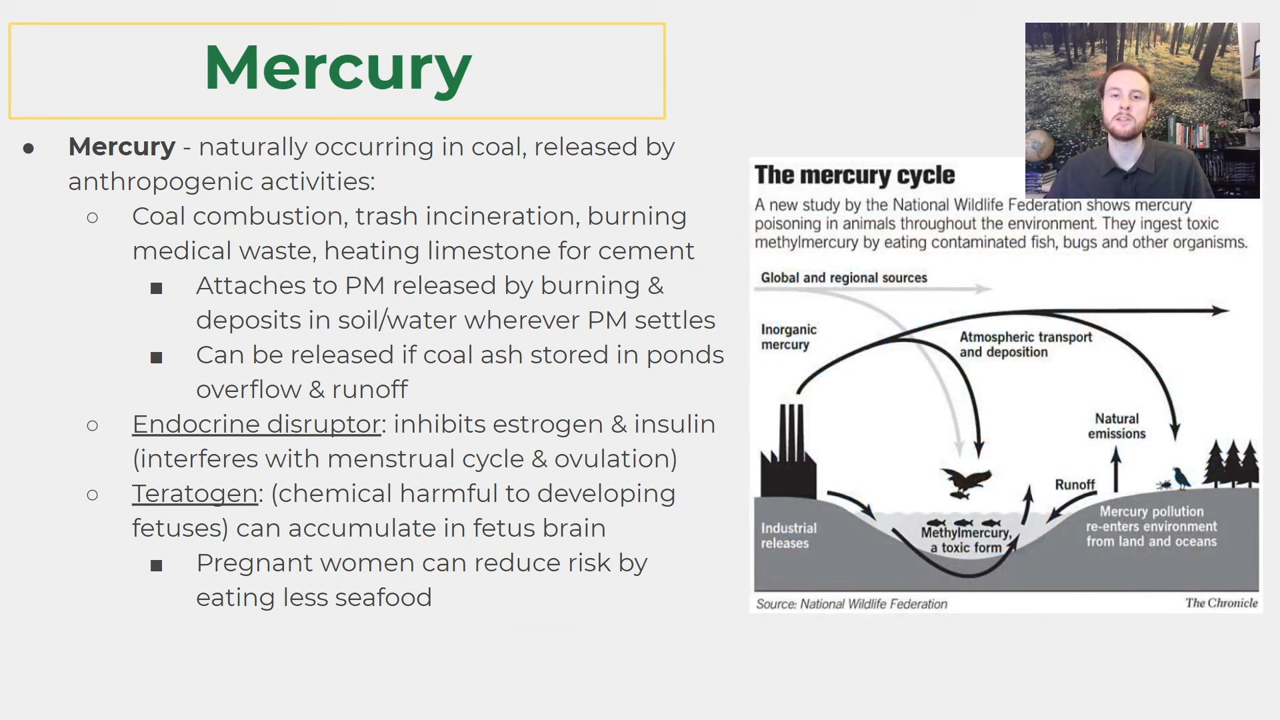 Mercury
● Mercury - naturally occurring in coal, released by
anthropogenic activities:
○ Coal combustion, trash incineration, burning
medical waste, heating limestone for cement
■ Attaches to PM released by burning &
deposits in soil/water wherever PM settles
■ Can be released if coal ash stored in ponds
overflow & runoff
○ Endocrine disruptor: inhibits estrogen & insulin
(interferes with menstrual cycle & ovulation)
○ Teratogen: (chemical harmful to developing
fetuses) can accumulate in fetus brain
■ Pregnant women can reduce risk by
eating less seafood
The mercury cycle
A new study by the National Wildlife Federation shows mercury
poisoning in animals throughout the environment. They ingest toxic
methylmercury by eating contaminated fish, bugs and other organisms.
Global and regional sources
Inorganic
mercury
Atmospheric transport
and deposition
Natural
emissions
Runoff
Industrial
releases
Methylmercury,
a toxic form
Mercury pollution
re-enters environment
from land and oceans
Source: National Wildlife Federation
The Chronicle